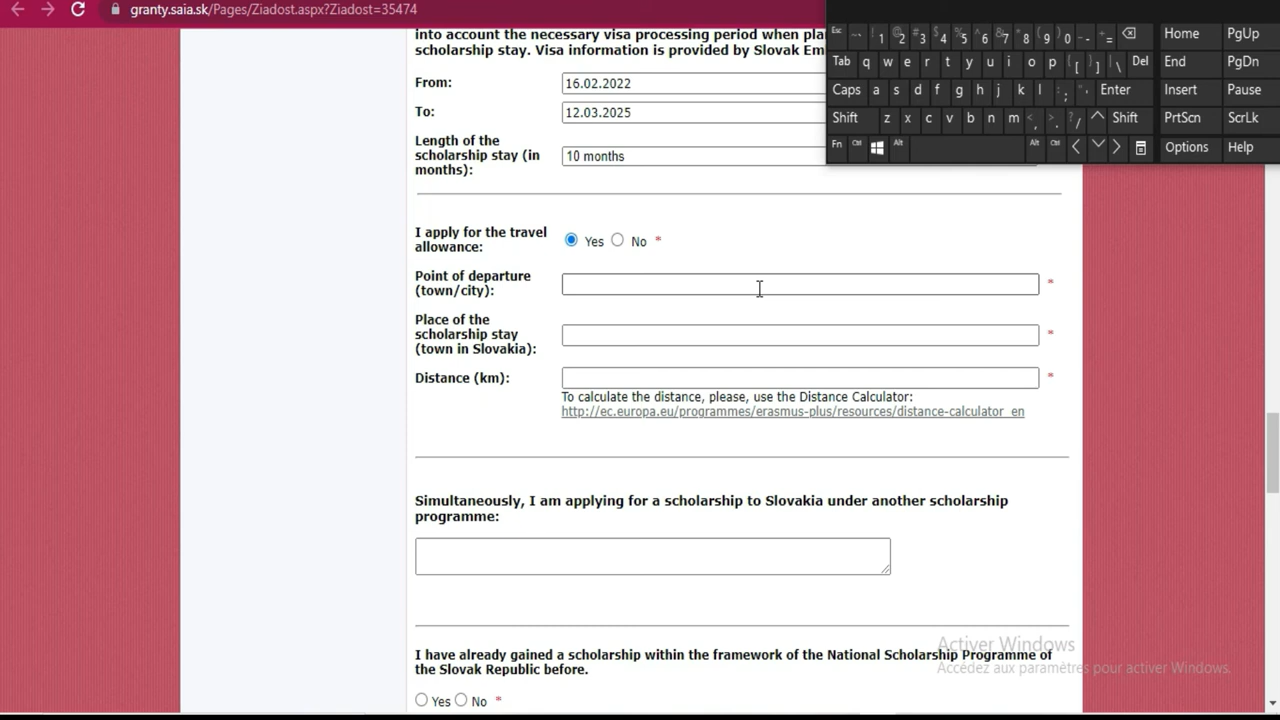 granty.saia.sk/Pages/Ziadost.aspx?Ziadost=35474
into account the necessary visa processing period when pla
scholarship stay. Visa information is provided by Slovak Em
From: 16.02.2022
To: 12.03.2025
Length of the
scholarship stay (in
months): 10 months
I apply for the travel
allowance: Yes No *
Point of departure
(town/city): *
Place of the
scholarship stay
(town in Slovakia): *
Distance (km): *
To calculate the distance, please, use the Distance Calculator:
http://ec.europa.eu/programmes/erasmus-plus/resources/distance-calculator_en
Simultaneously, I am applying for a scholarship to Slovakia under another scholarship
programme:
I have already gained a scholarship within the framework of the National Scholarship Programme of
the Slovak Republic before.
Yes No *
Activer Windows
Accédez aux paramètres pour activer Windows.
Esc ~` !1 @2 #3 $4 %5 ^6 &7 *8 (9 )0 _- += Home PgUp
Tab q w e r t y u i o p {[ }] |\ Del End PgDn
Caps a s d f g h j k l :; "' Enter Insert Pause
Shift z x c v b n m <, >. ?/ Shift PrtScn ScrLk
Fn Ctrl Alt Alt Ctrl Options Help